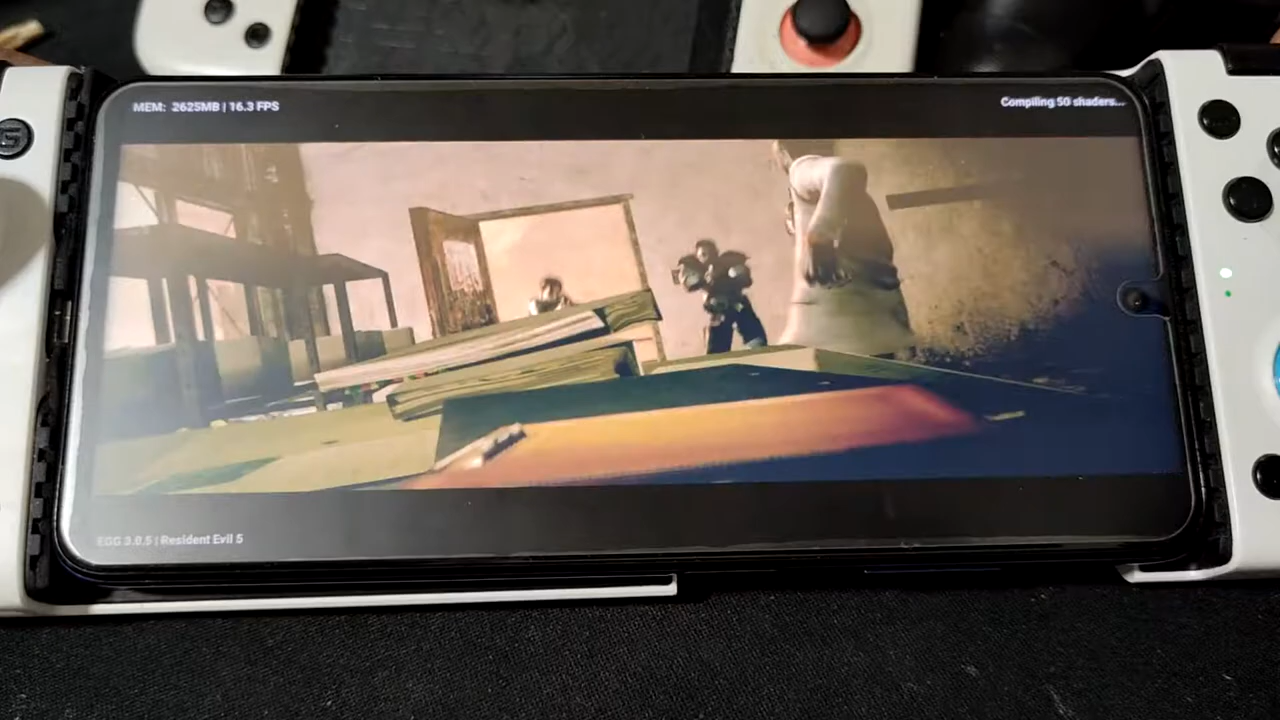 MEM: 2625MB | 16.3 FPS
Compiling 50 shaders...
EGG 3.0.5 | Resident Evil 5